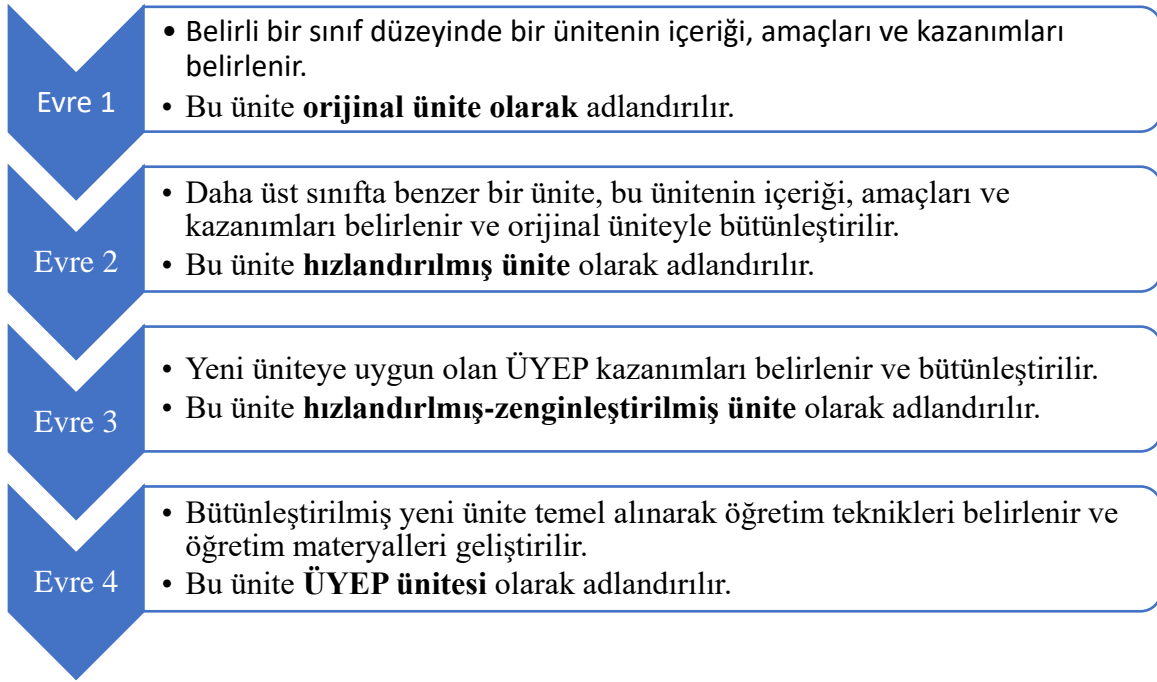 Evre 1
• Belirli bir sınıf düzeyinde bir ünitenin içeriği, amaçları ve kazanımları
belirlenir.
• Bu ünite orijinal ünite olarak adlandırılır.
Evre 2
• Daha üst sınıfta benzer bir ünite, bu ünitenin içeriği, amaçları ve
kazanımları belirlenir ve orijinal üniteyle bütünleştirilir.
• Bu ünite hızlandırılmış ünite olarak adlandırılır.
Evre 3
• Yeni üniteye uygun olan ÜYEP kazanımları belirlenir ve bütünleştirilir.
• Bu ünite hızlandırlmış-zenginleştirilmiş ünite olarak adlandırılır.
Evre 4
• Bütünleştirilmiş yeni ünite temel alınarak öğretim teknikleri belirlenir ve
öğretim materyalleri geliştirilir.
• Bu ünite ÜYEP ünitesi olarak adlandırılır.